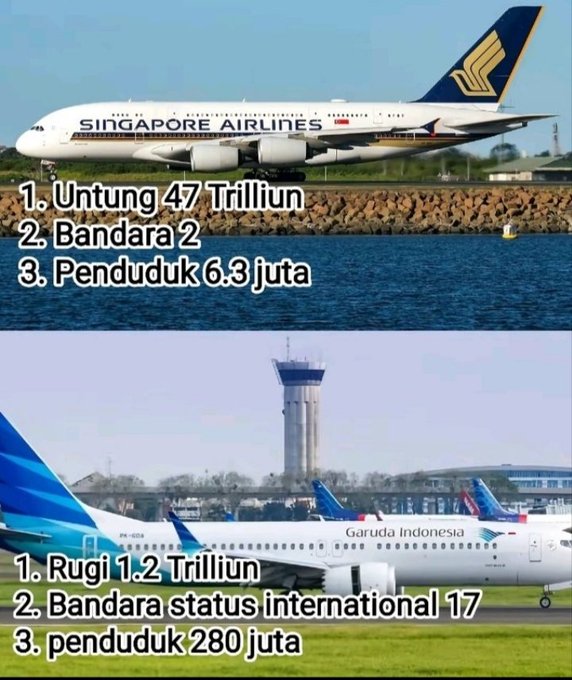 SINGAPORE AIRLINES
1. Untung 47 Trilliun
2. Bandara 2
3. Penduduk 6.3 juta
Garuda Indonesia
1. Rugi 1.2 Trilliun
2. Bandara status international 17
3. penduduk 280 juta